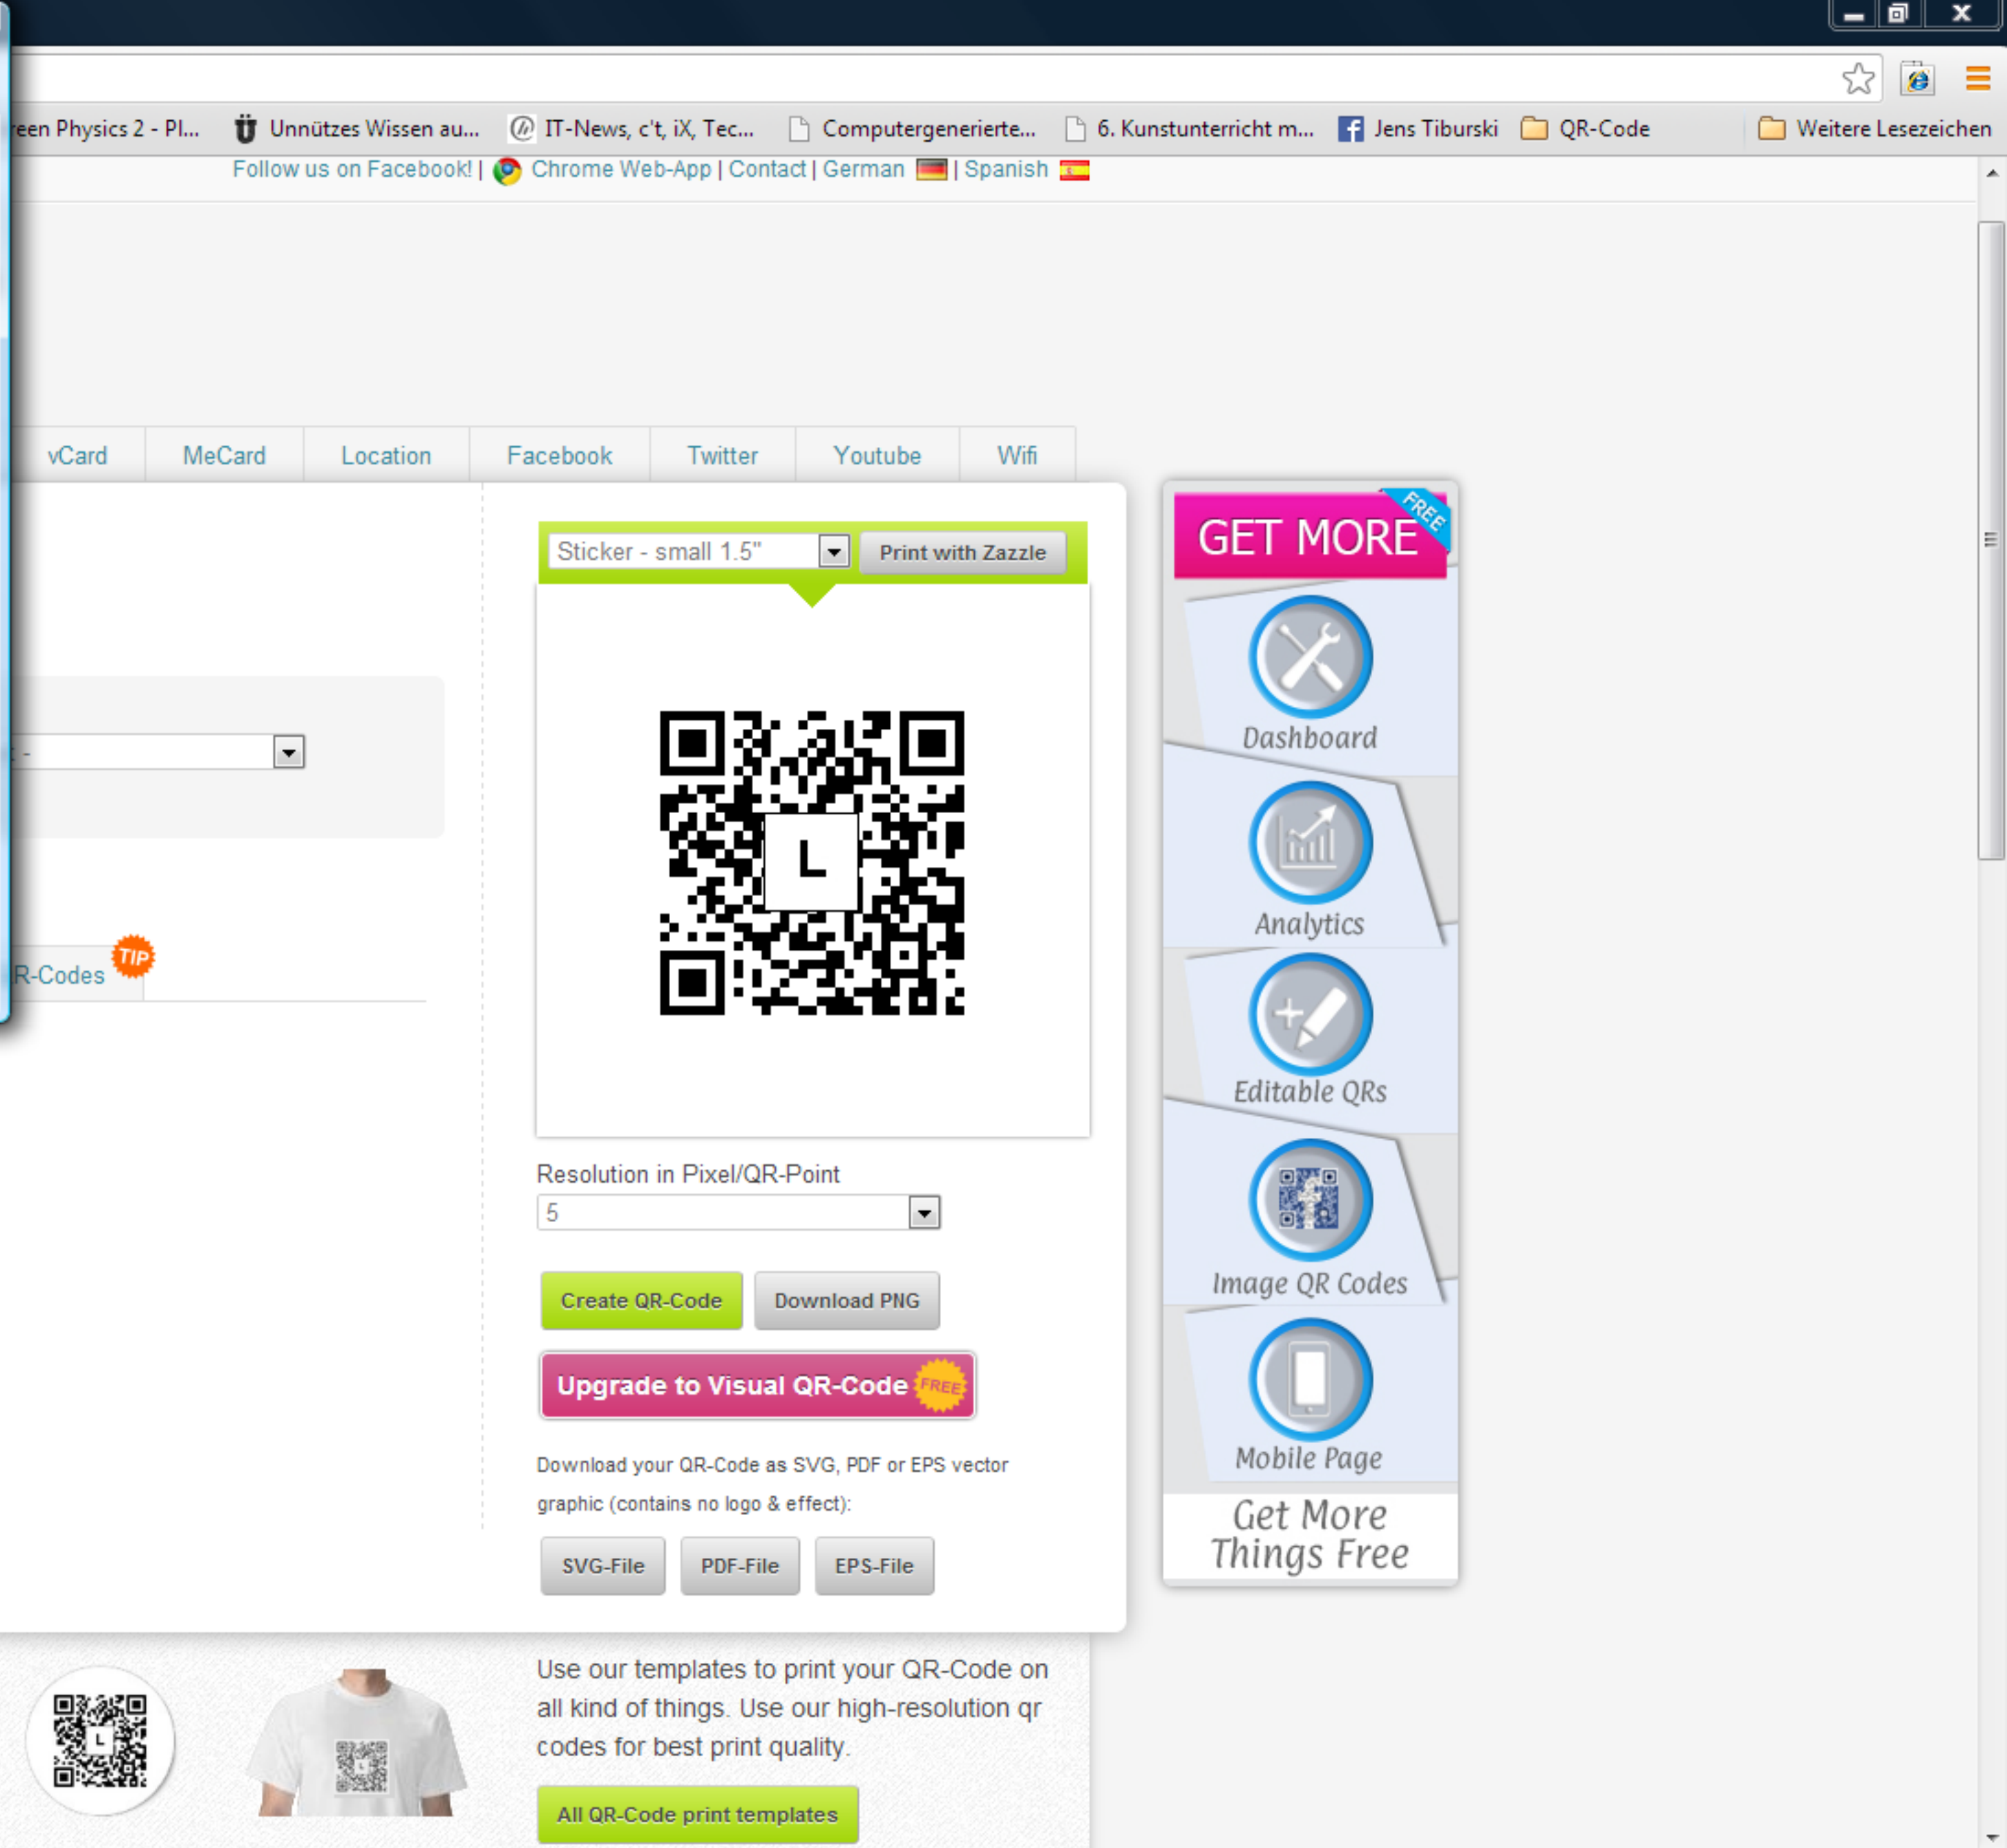 reen Physics 2 - Pl... Unnützes Wissen au... IT-News, c't, iX, Tec... Computergenerierte... 6. Kunstunterricht m... Jens Tiburski QR-Code Weitere Lesezeichen
Follow us on Facebook! | Chrome Web-App | Contact | German | Spanish
vCard MeCard Location Facebook Twitter Youtube Wifi
Sticker - small 1.5" Print with Zazzle
L
-
R-Codes TIP
Resolution in Pixel/QR-Point
5
Create QR-Code Download PNG
Upgrade to Visual QR-Code FREE
Download your QR-Code as SVG, PDF or EPS vector
graphic (contains no logo & effect):
SVG-File PDF-File EPS-File
GET MORE FREE
Dashboard
Analytics
Editable QRs
Image QR Codes
Mobile Page
Get More
Things Free
L
Use our templates to print your QR-Code on
all kind of things. Use our high-resolution qr
codes for best print quality.
All QR-Code print templates